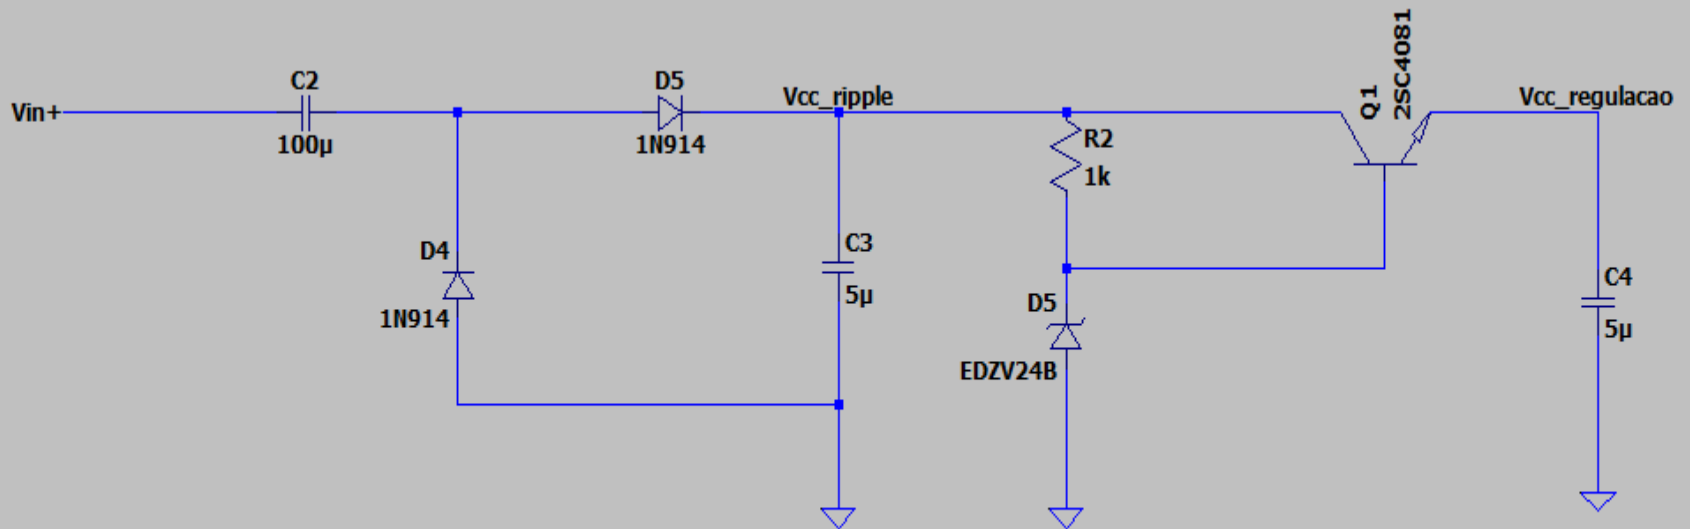 Vin+
C2
100µ
D5
1N914
Vcc_ripple
D4
1N914
C3
5µ
R2
1k
D5
EDZV24B
Q1
2SC4081
Vcc_regulacao
C4
5µ